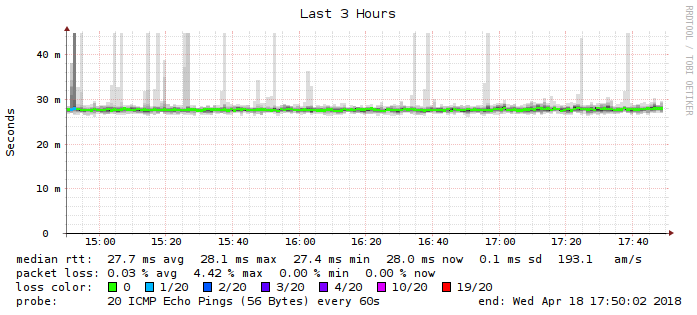 Last 3 Hours
RRDTOOL / TOBI OETIKER
Seconds
40 m
30 m
20 m
10 m
0
15:00 15:20 15:40 16:00 16:20 16:40 17:00 17:20 17:40
median rtt: 27.7 ms avg 28.1 ms max 27.4 ms min 28.0 ms now 0.1 ms sd 193.1 am/s
packet loss: 0.03 % avg 4.42 % max 0.00 % min 0.00 % now
loss color: 0 1/20 2/20 3/20 4/20 10/20 19/20
probe: 20 ICMP Echo Pings (56 Bytes) every 60s end: Wed Apr 18 17:50:02 2018